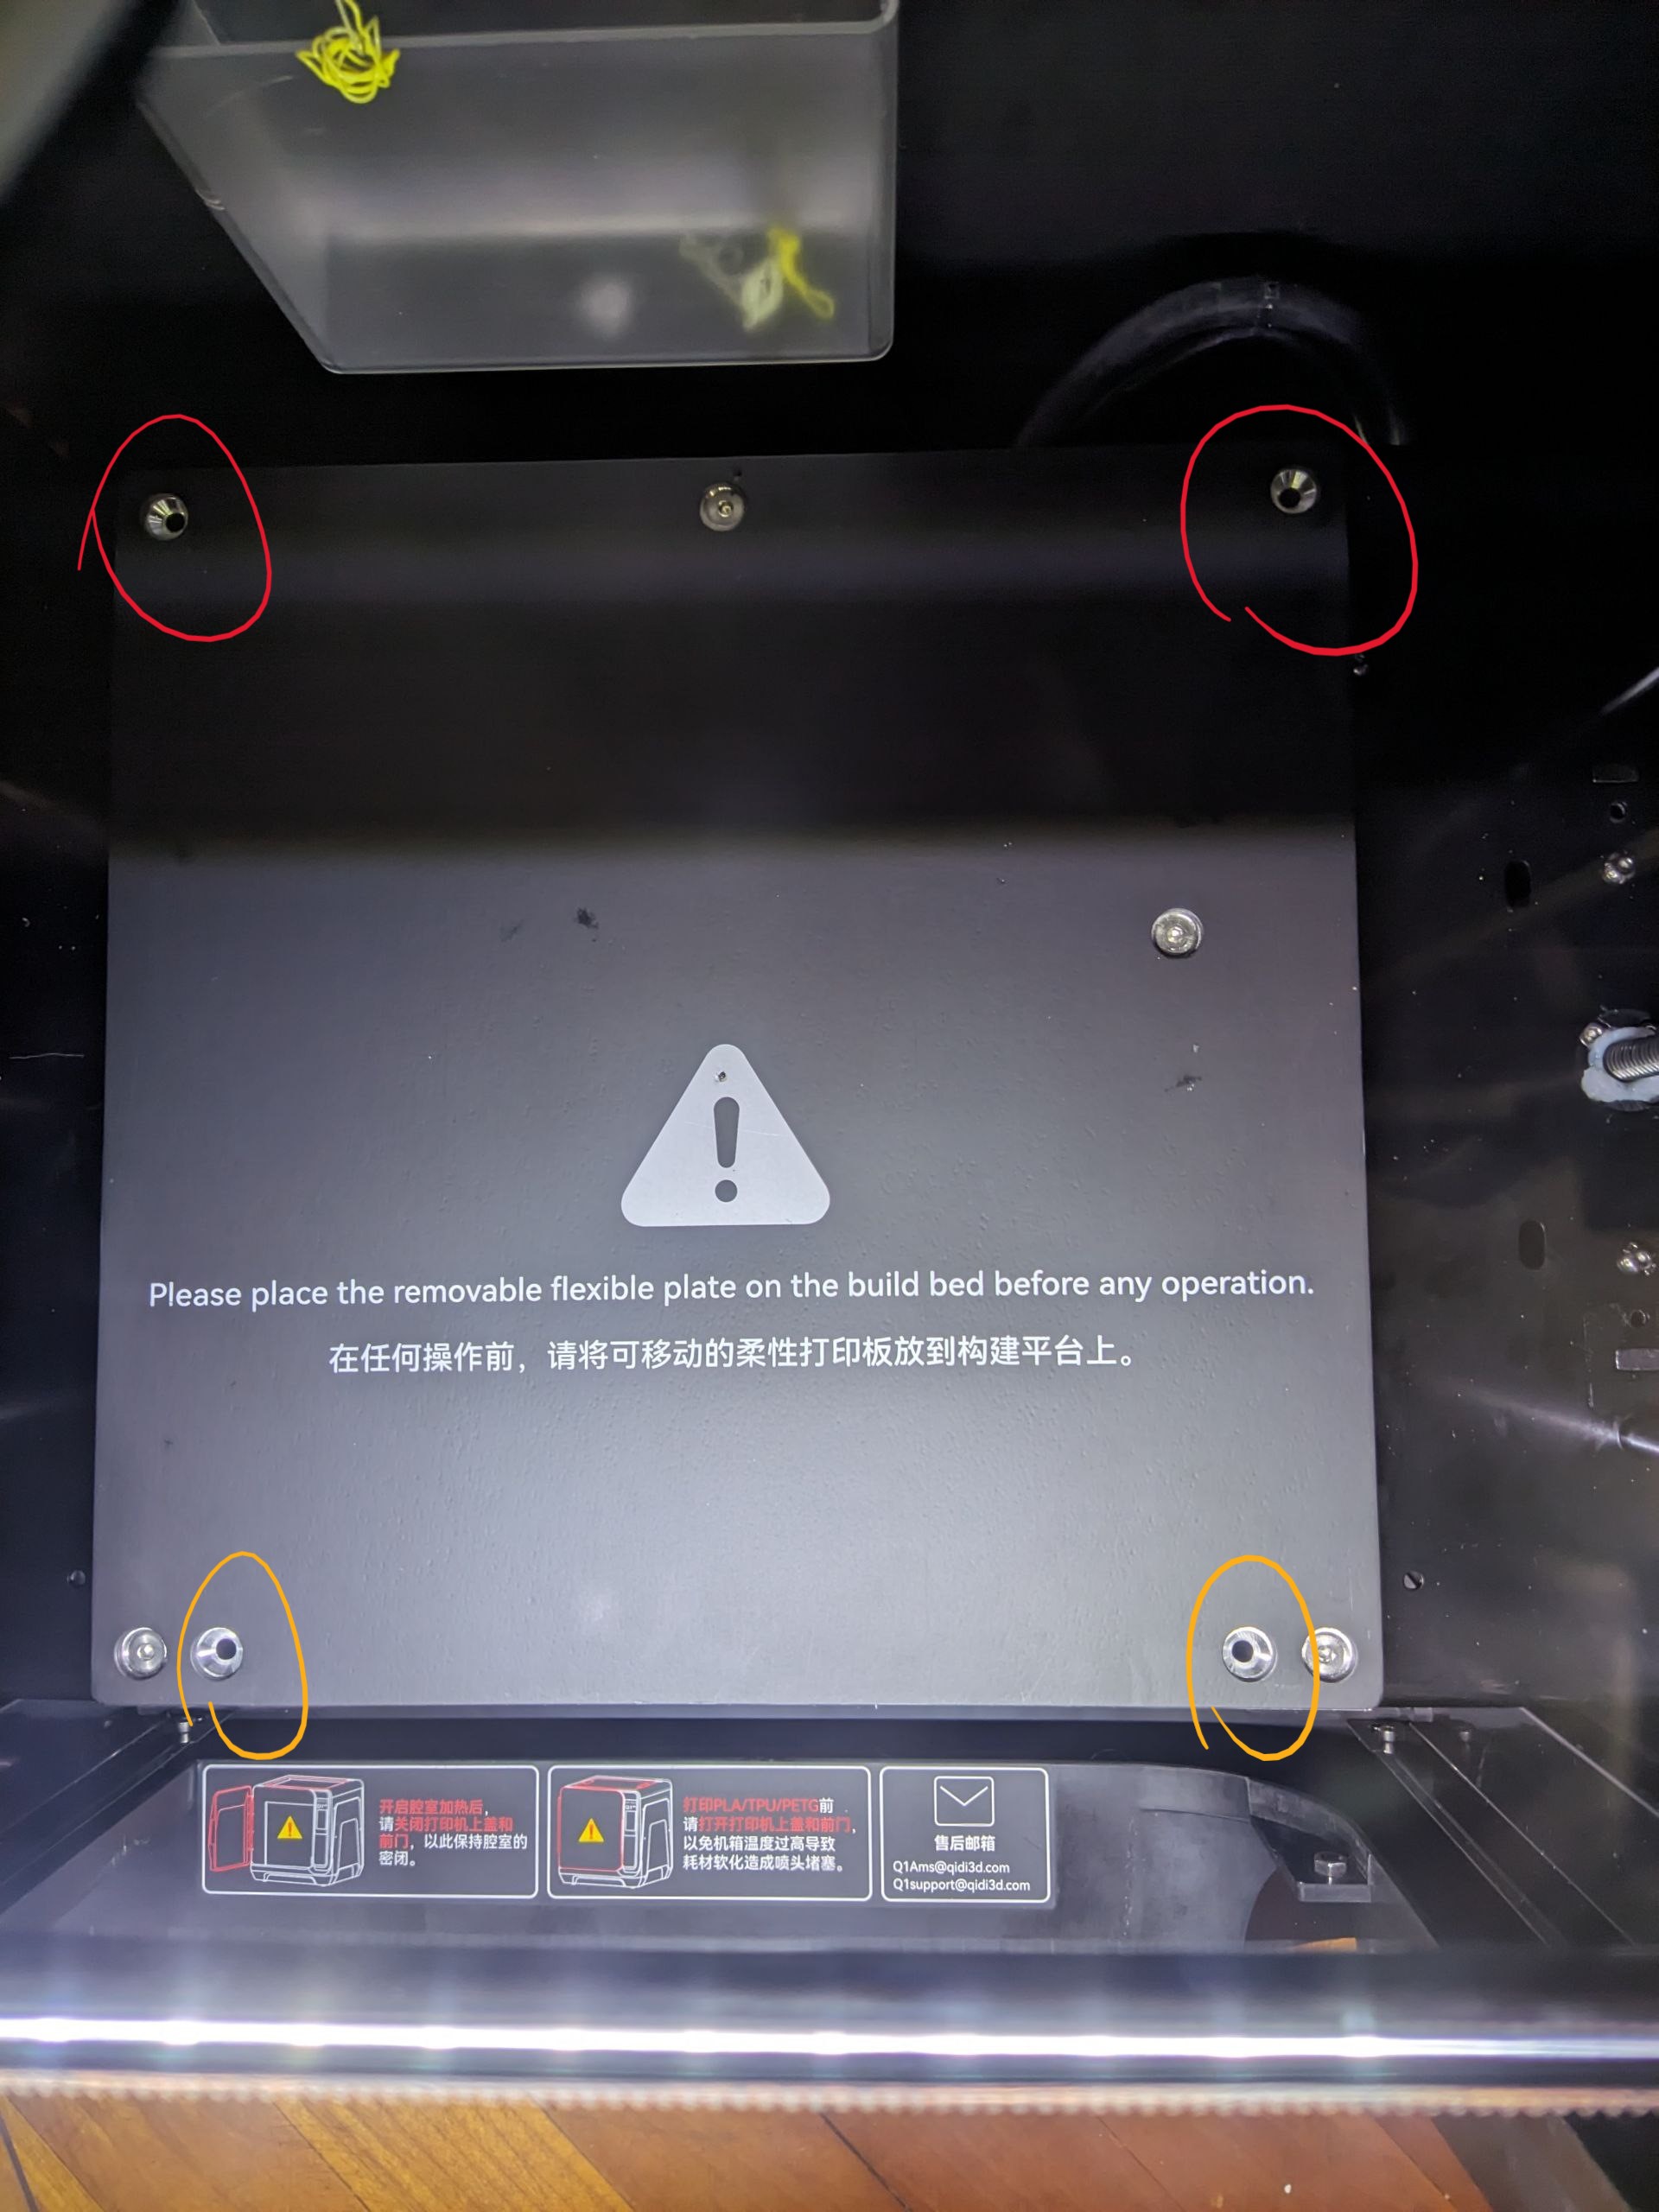 Please place the removable flexible plate on the build bed before any operation.
在任何操作前，请将可移动的柔性打印板放到构建平台上。
开启腔室加热后，
请关闭打印机上盖和
前门，以此保持腔室的
密闭。
打印PLA/TPU/PETG前
请打开打印机上盖和前门，
以免机箱温度过高导致
耗材软化造成喷头堵塞。
售后邮箱
Q1Ams@qidi3d.com
Q1support@qidi3d.com